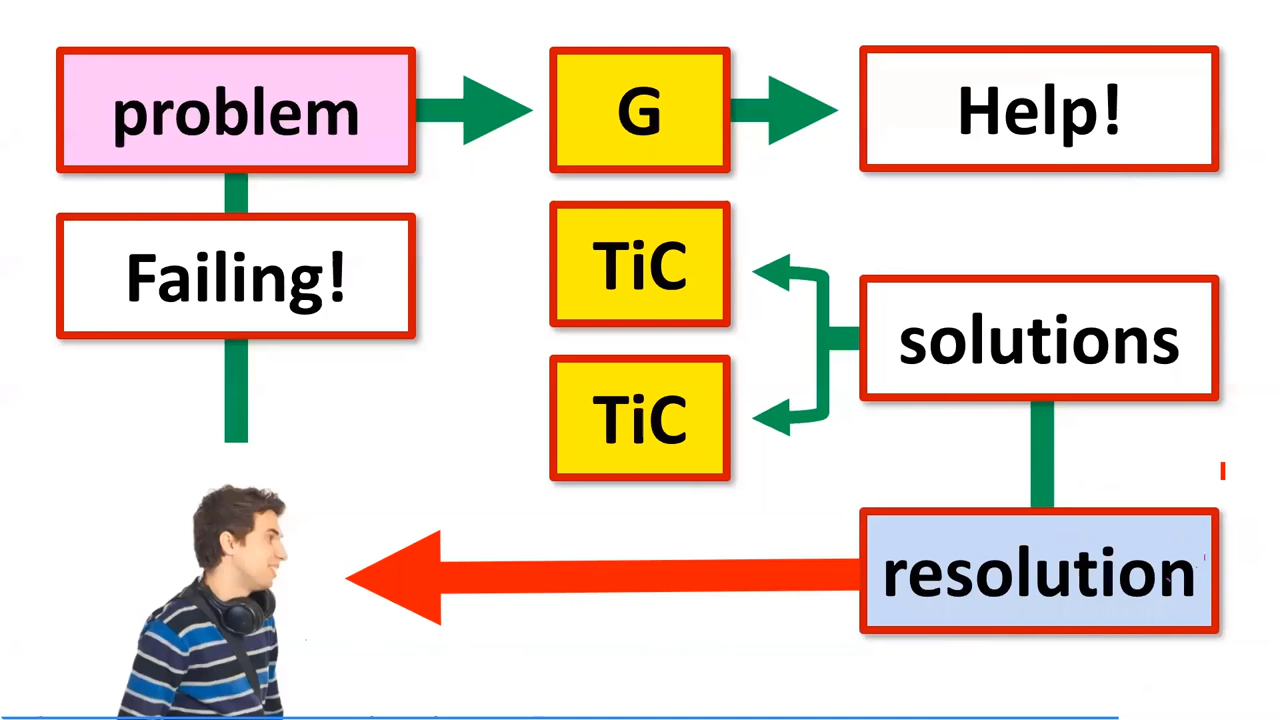 problem
G
Help!
Failing!
TiC
solutions
TiC
resolution